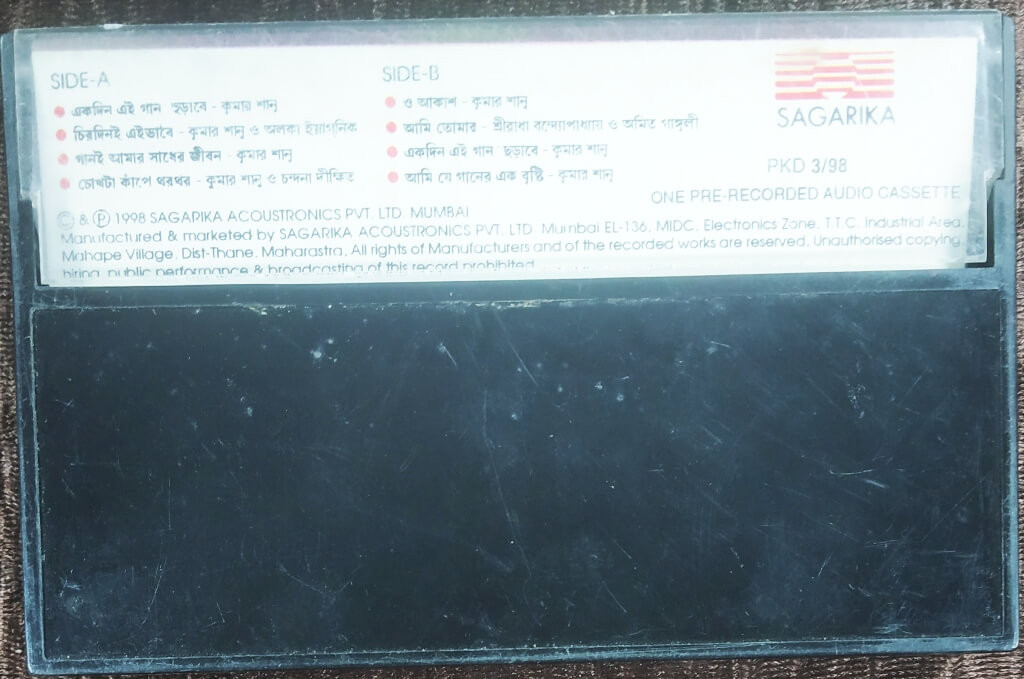 SIDE-A
একদিন এই গান ছড়াবে - কুমার শানু
চিরদিনই এইভাবে - কুমার শানু ও অলকা ইয়াগনিক
গানই আমার সাধের জীবন - কুমার শানু
চোখটা কাঁপে থরথর - কুমার শানু ও চন্দনা দীক্ষিত
SIDE-B
ও আকাশ - কুমার শানু
আমি তোমার - শ্রীরাধা বন্দ্যোপাধ্যায় ও অমিত গাঙ্গুলী
একদিন এই গান ছড়াবে - কুমার শানু
আমি যে গানের এক বৃষ্টি - কুমার শানু
SAGARIKA
PKD 3/98
ONE PRE-RECORDED AUDIO CASSETTE
© & ℗ 1998 SAGARIKA ACOUSTRONICS PVT. LTD. MUMBAI
Manufactured & marketed by SAGARIKA ACOUSTRONICS PVT. LTD. Mumbai EL-136, MIDC, Electronics Zone, T.T.C. Industrial Area,
Mahape Village, Dist-Thane, Maharastra. All rights of Manufacturers and of the recorded works are reserved. Unauthorised copying,
hiring, public performance & broadcasting of this record prohibited